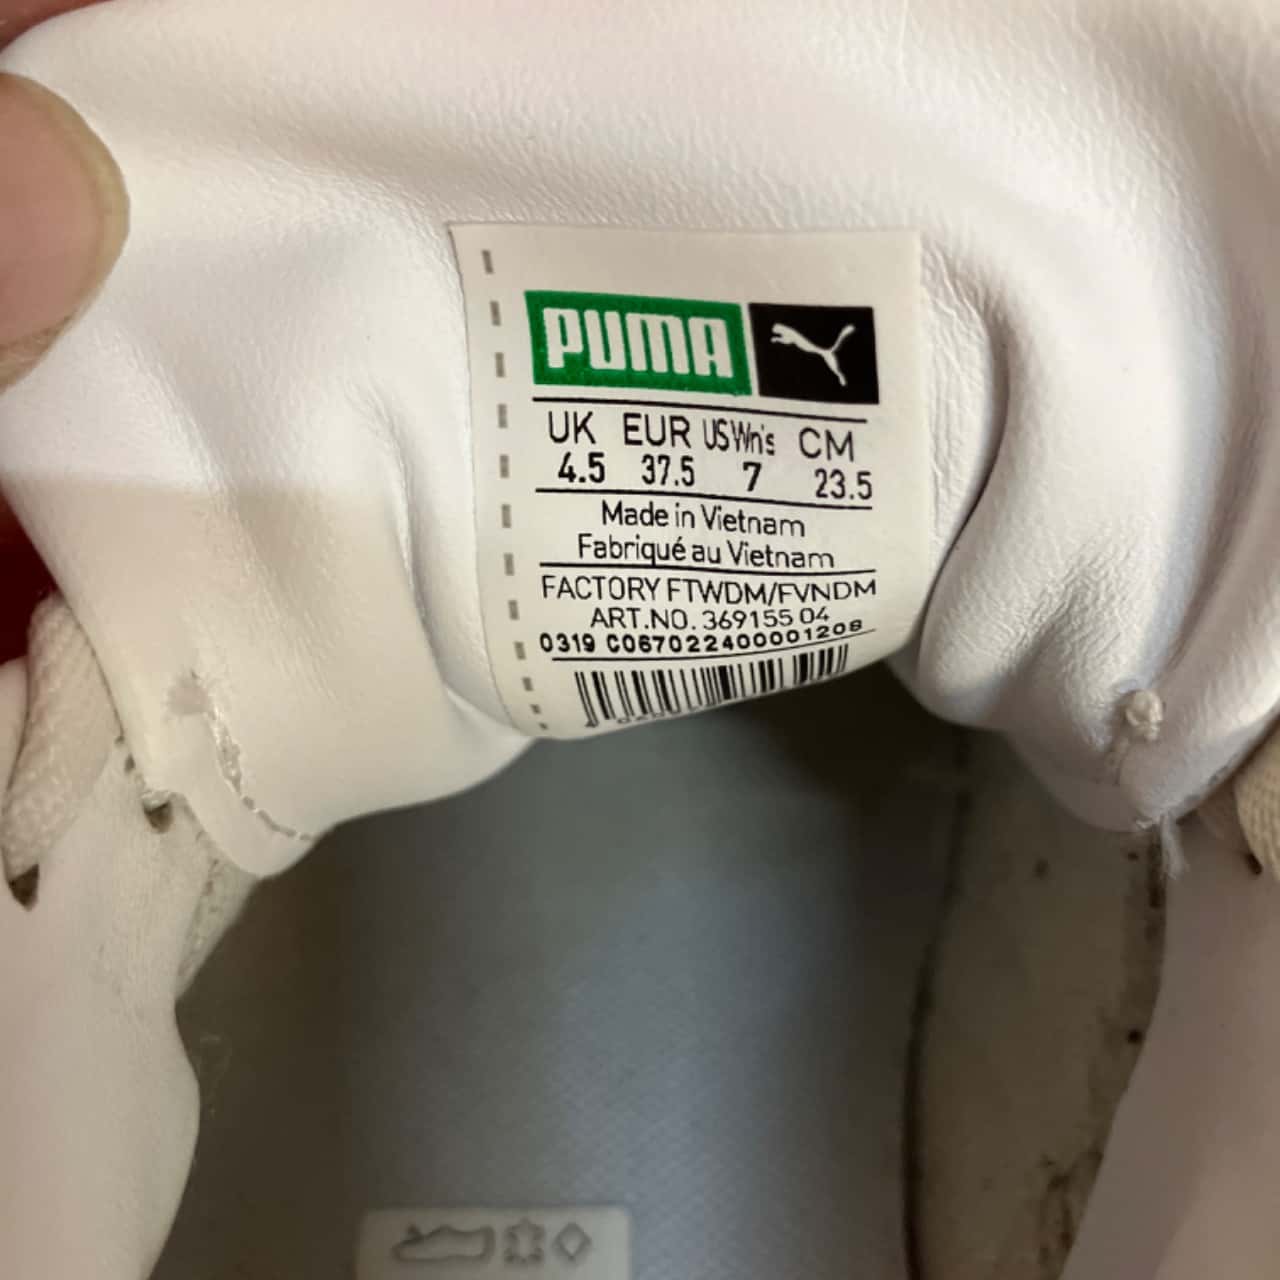 PUMA
UK EUR US Wn's CM
4.5 37.5 7 23.5
Made in Vietnam
Fabriqué au Vietnam
FACTORY FTWDM/FVNDM
ART.NO. 369155 04
0319 C067022400001208